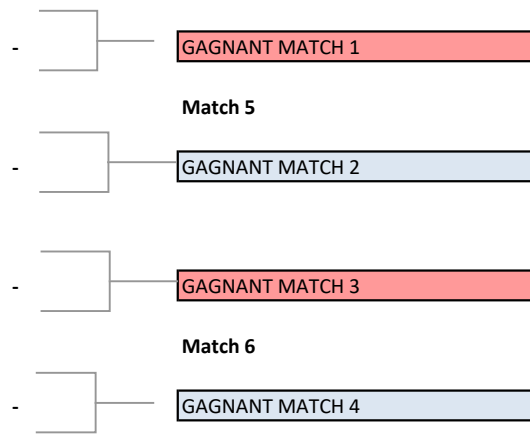 - GAGNANT MATCH 1
Match 5
- GAGNANT MATCH 2
- GAGNANT MATCH 3
Match 6
- GAGNANT MATCH 4